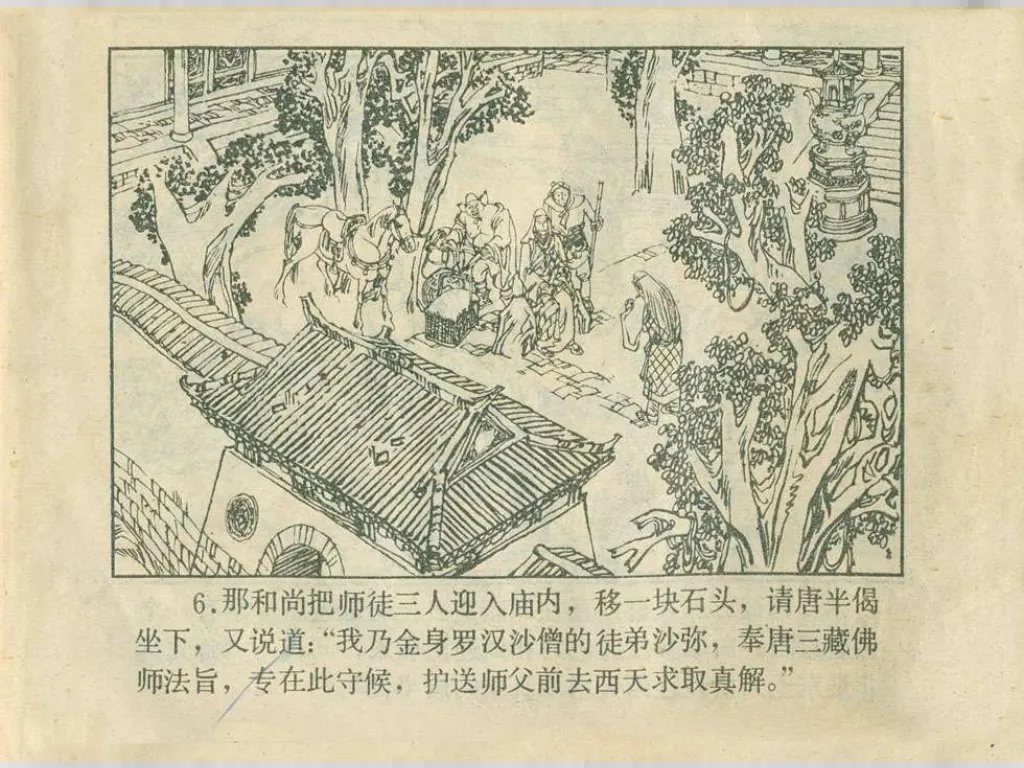 6.那和尚把师徒三人迎入庙内，移一块石头，请唐半偈
坐下，又说道：“我乃金身罗汉沙僧的徒弟沙弥，奉唐三藏佛
师法旨，专在此守候，护送师父前去西天求取真解。”